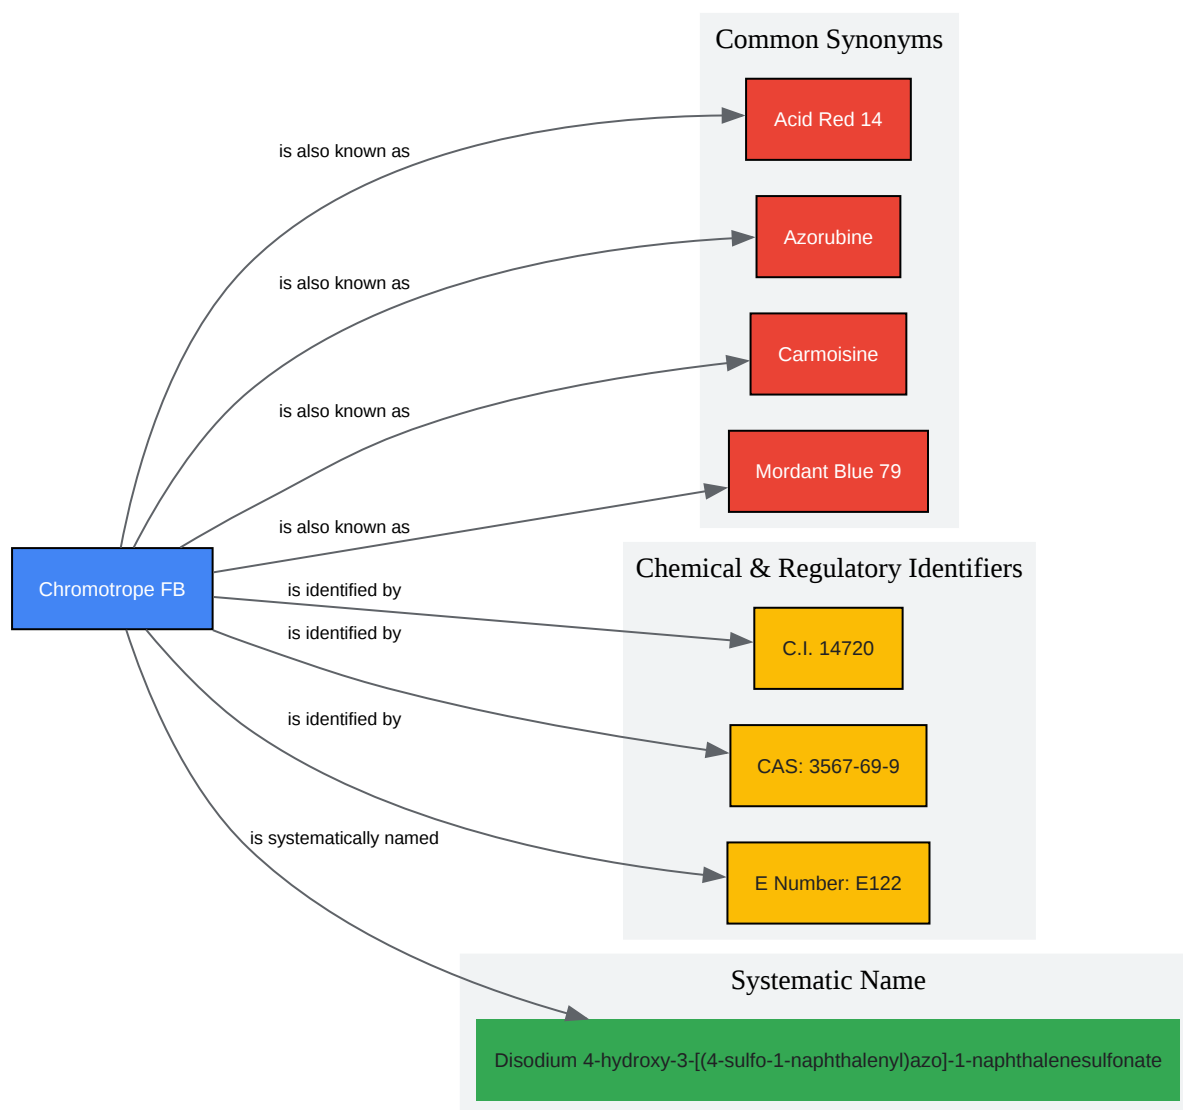 Common Synonyms
Acid Red 14
is also known as
Azorubine
is also known as
Carmoisine
is also known as
Mordant Blue 79
is also known as
Chromotrope FB
Chemical & Regulatory Identifiers
is identified by
C.I. 14720
is identified by
CAS: 3567-69-9
is identified by
E Number: E122
is systematically named
Systematic Name
Disodium 4-hydroxy-3-[(4-sulfo-1-naphthalenyl)azo]-1-naphthalenesulfonate